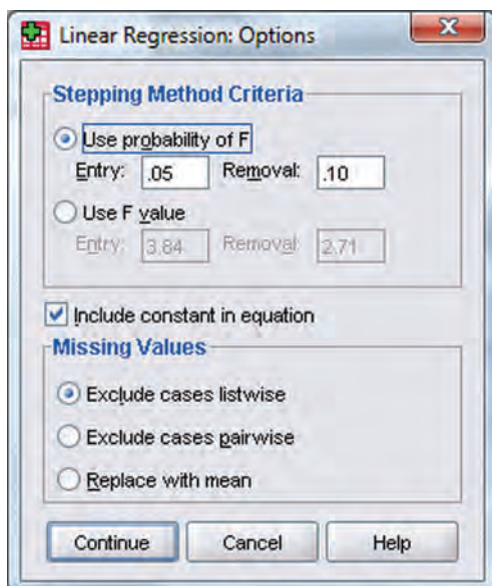 Linear Regression: Options
Stepping Method Criteria
Use probability of F
Entry: .05 Removal: .10
Use F value
Entry: 3.84 Removal: 2.71
Include constant in equation
Missing Values
Exclude cases listwise
Exclude cases pairwise
Replace with mean
Continue Cancel Help